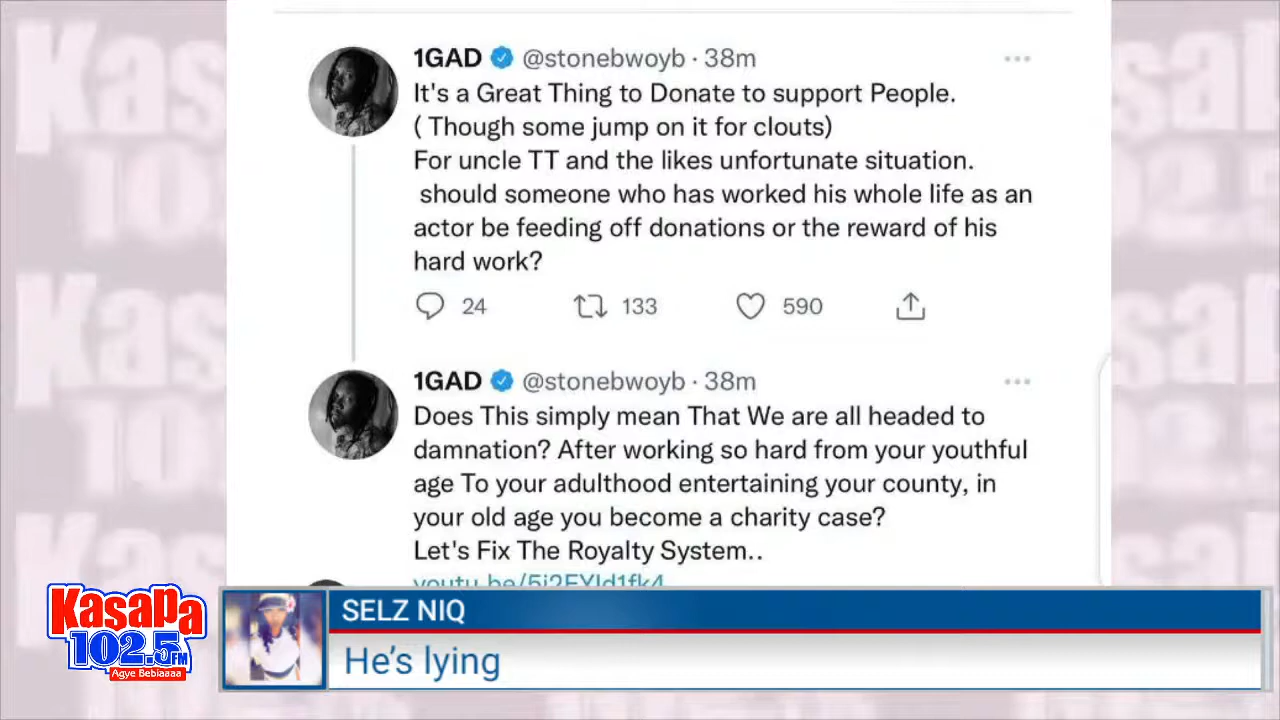 1GAD @stonebwoyb · 38m
It's a Great Thing to Donate to support People.
( Though some jump on it for clouts)
For uncle TT and the likes unfortunate situation.
should someone who has worked his whole life as an
actor be feeding off donations or the reward of his
hard work?
24 133 590
1GAD @stonebwoyb · 38m
Does This simply mean That We are all headed to
damnation? After working so hard from your youthful
age To your adulthood entertaining your county, in
your old age you become a charity case?
Let's Fix The Royalty System..
Kasapa
102.5 FM
Agye Bebiaaaa
SELZ NIQ
He's lying